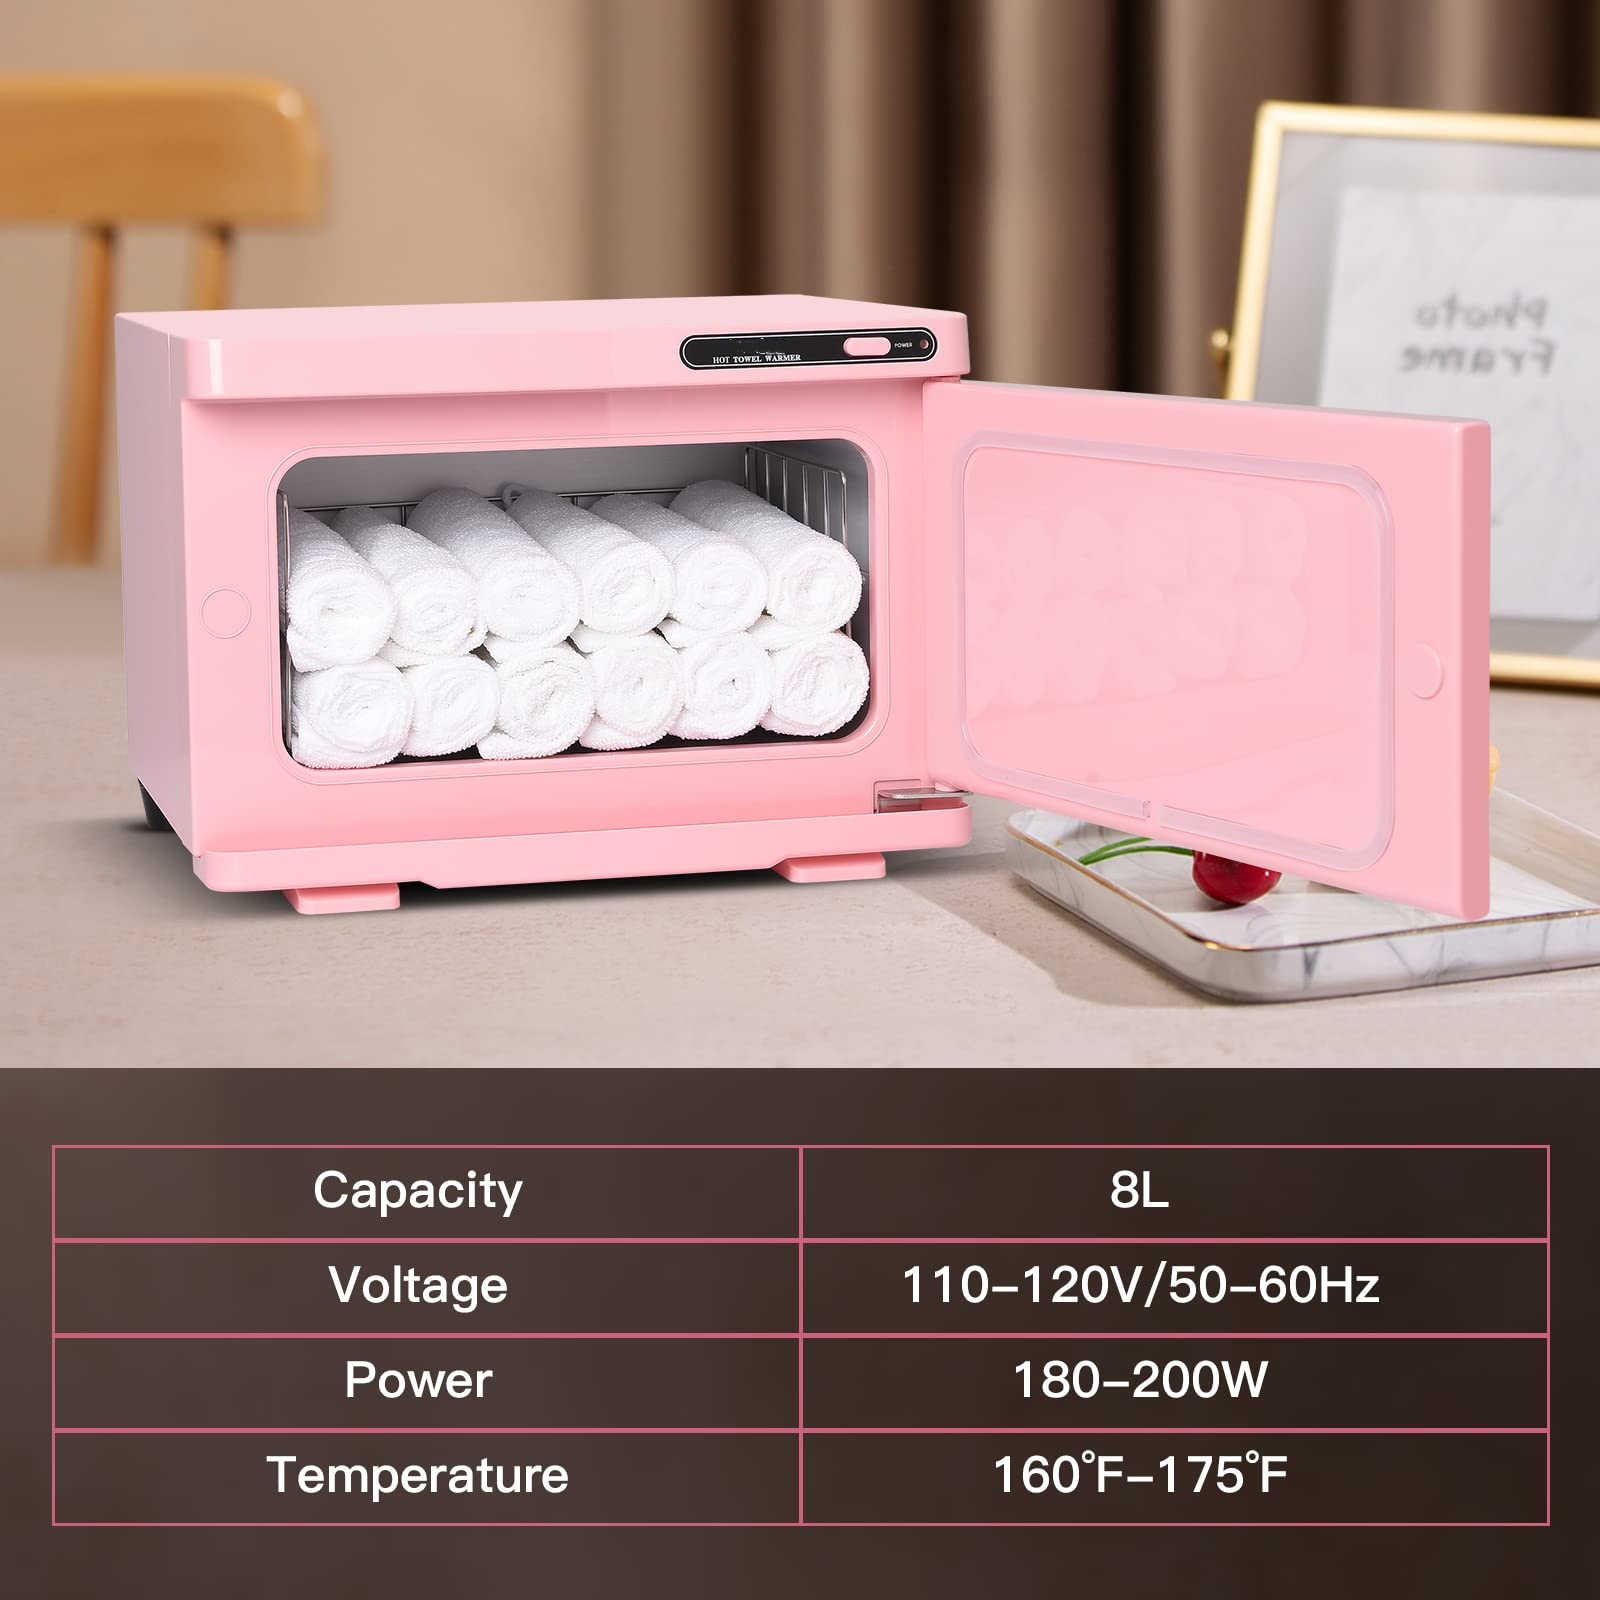 HOT TOWEL WARMER
POWER
Photo
Frame
Capacity 8L
Voltage 110-120V/50-60Hz
Power 180-200W
Temperature 160°F-175°F